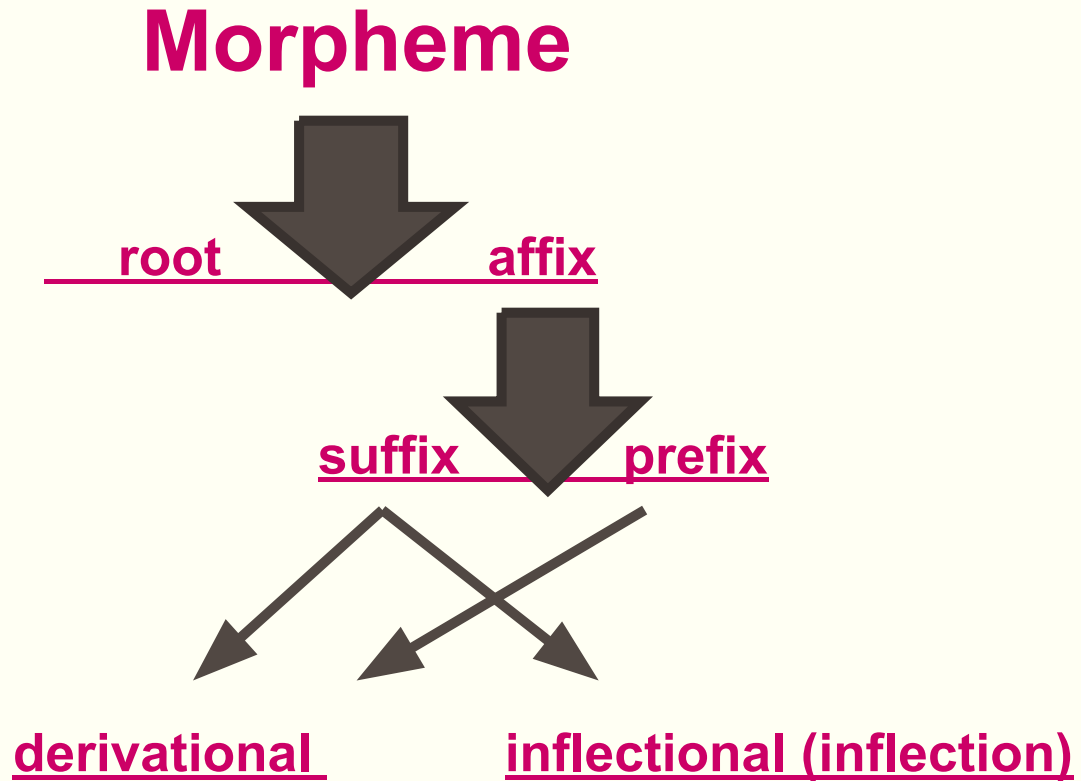 Morpheme
root affix
suffix prefix
derivational inflectional (inflection)